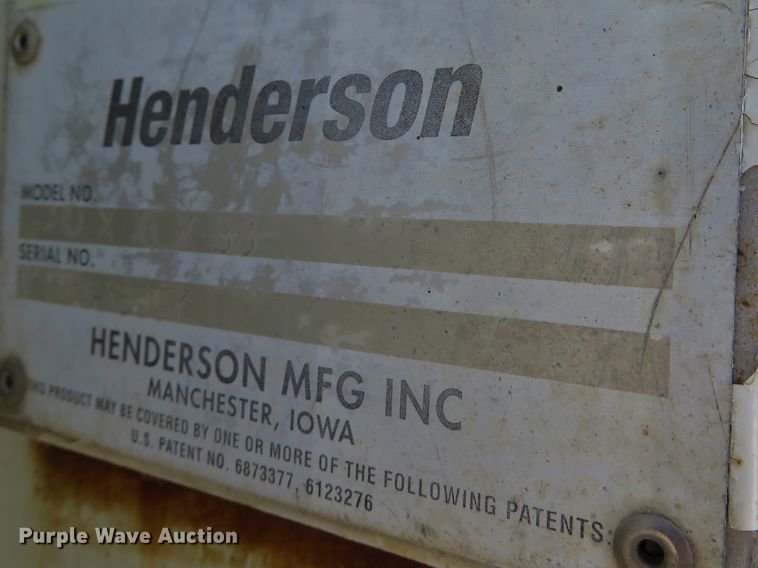 Henderson
MODEL NO.
SERIAL NO.
HENDERSON MFG INC
MANCHESTER, IOWA
THIS PRODUCT MAY BE COVERED BY ONE OR MORE OF THE FOLLOWING PATENTS:
U.S. PATENT NO. 6873377, 6123276
Purple Wave Auction